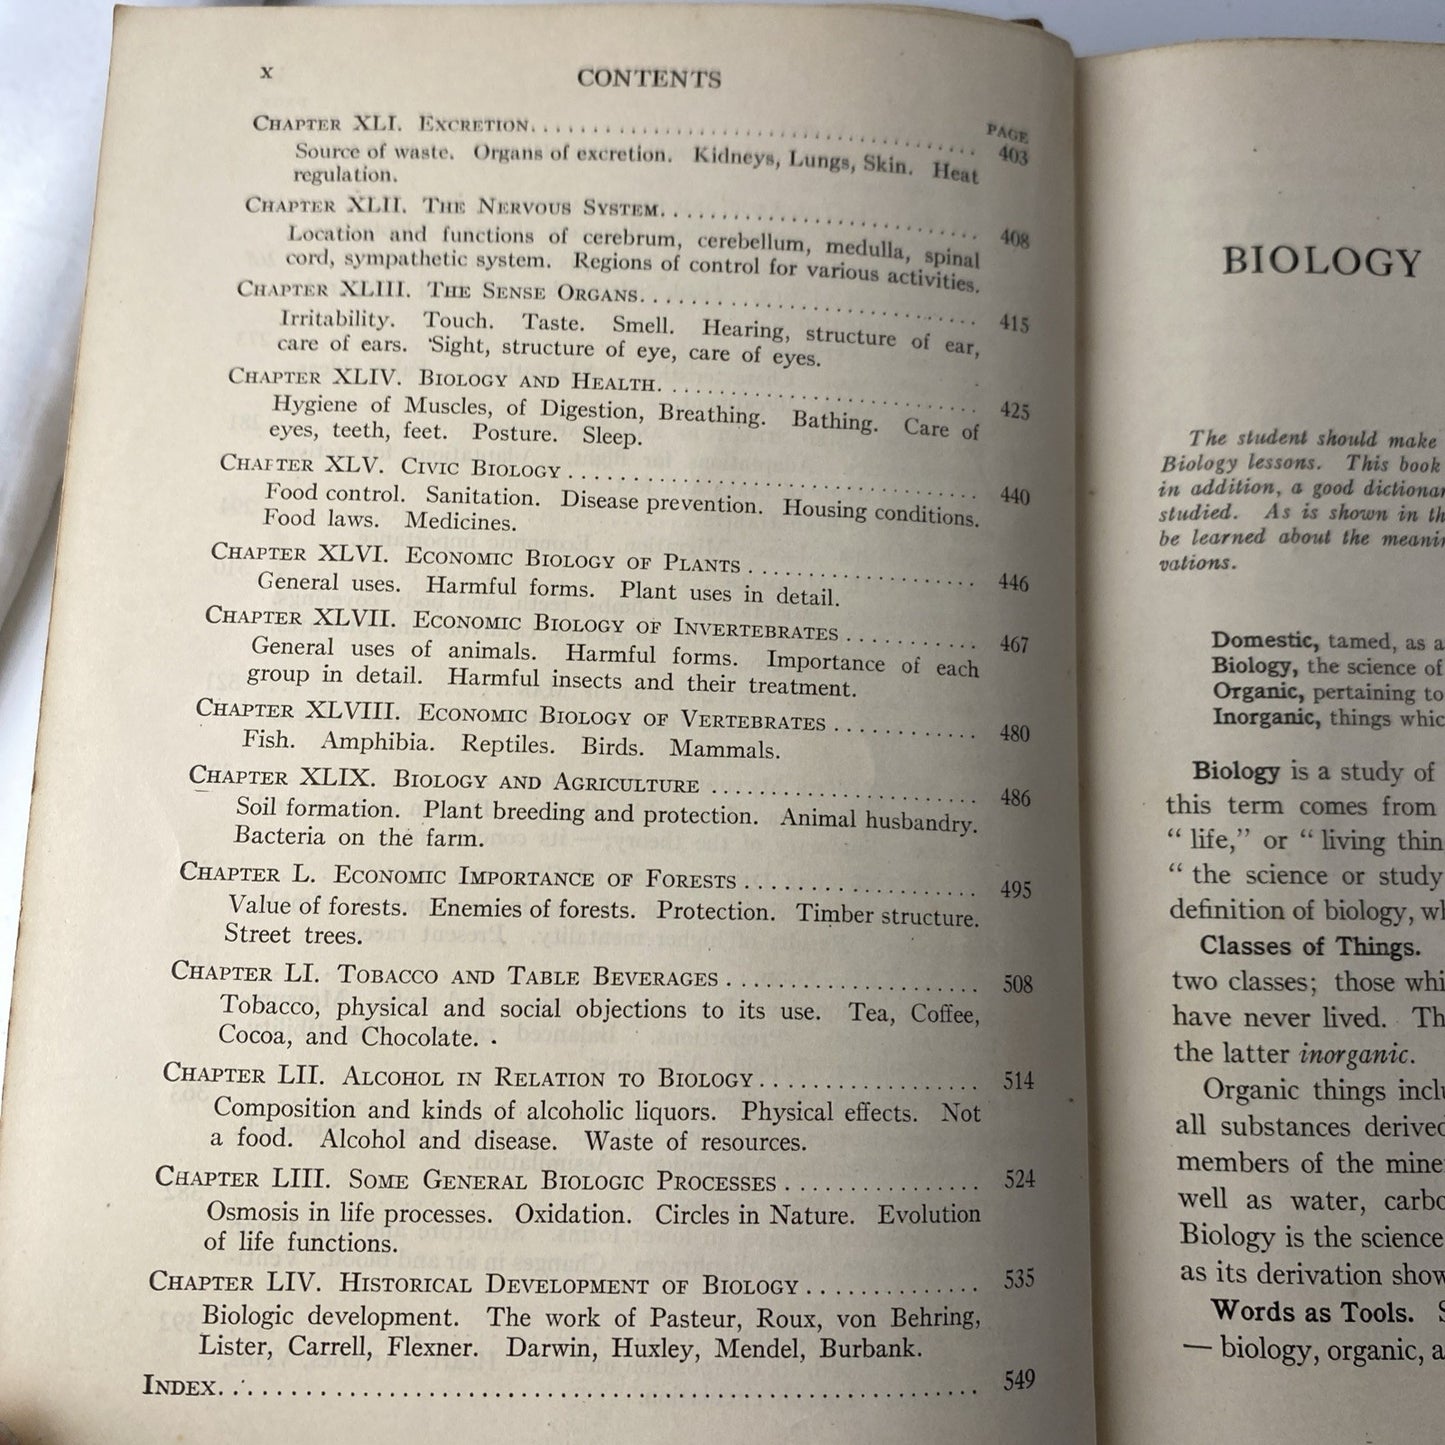 x CONTENTS
PAGE
CHAPTER XLI. EXCRETION. . . . . . . . . . . . . . . . . . . . . . . . . . . . . . . . . . . . 403
Source of waste. Organs of excretion. Kidneys, Lungs, Skin. Heat
regulation.
CHAPTER XLII. THE NERVOUS SYSTEM. . . . . . . . . . . . . . . . . . . . . . . . . 408
Location and functions of cerebrum, cerebellum, medulla, spinal
cord, sympathetic system. Regions of control for various activities.
CHAPTER XLIII. THE SENSE ORGANS. . . . . . . . . . . . . . . . . . . . . . . . . . 415
Irritability. Touch. Taste. Smell. Hearing, structure of ear,
care of ears. Sight, structure of eye, care of eyes.
CHAPTER XLIV. BIOLOGY AND HEALTH. . . . . . . . . . . . . . . . . . . . . . . . . 425
Hygiene of Muscles, of Digestion, Breathing. Bathing. Care of
eyes, teeth, feet. Posture. Sleep.
CHAPTER XLV. CIVIC BIOLOGY . . . . . . . . . . . . . . . . . . . . . . . . . . . . . . . 440
Food control. Sanitation. Disease prevention. Housing conditions.
Food laws. Medicines.
CHAPTER XLVI. ECONOMIC BIOLOGY OF PLANTS . . . . . . . . . . . . . . . . . . 446
General uses. Harmful forms. Plant uses in detail.
CHAPTER XLVII. ECONOMIC BIOLOGY OF INVERTEBRATES . . . . . . . . . . . 467
General uses of animals. Harmful forms. Importance of each
group in detail. Harmful insects and their treatment.
CHAPTER XLVIII. ECONOMIC BIOLOGY OF VERTEBRATES . . . . . . . . . . . . 480
Fish. Amphibia. Reptiles. Birds. Mammals.
CHAPTER XLIX. BIOLOGY AND AGRICULTURE . . . . . . . . . . . . . . . . . . . . 486
Soil formation. Plant breeding and protection. Animal husbandry.
Bacteria on the farm.
CHAPTER L. ECONOMIC IMPORTANCE OF FORESTS . . . . . . . . . . . . . . . . . 495
Value of forests. Enemies of forests. Protection. Timber structure.
Street trees.
CHAPTER LI. TOBACCO AND TABLE BEVERAGES . . . . . . . . . . . . . . . . . . . 508
Tobacco, physical and social objections to its use. Tea, Coffee,
Cocoa, and Chocolate.
CHAPTER LII. ALCOHOL IN RELATION TO BIOLOGY . . . . . . . . . . . . . . . . . 514
Composition and kinds of alcoholic liquors. Physical effects. Not
a food. Alcohol and disease. Waste of resources.
CHAPTER LIII. SOME GENERAL BIOLOGIC PROCESSES . . . . . . . . . . . . . . . 524
Osmosis in life processes. Oxidation. Circles in Nature. Evolution
of life functions.
CHAPTER LIV. HISTORICAL DEVELOPMENT OF BIOLOGY . . . . . . . . . . . . . . 535
Biologic development. The work of Pasteur, Roux, von Behring,
Lister, Carrell, Flexner. Darwin, Huxley, Mendel, Burbank.
INDEX. . . . . . . . . . . . . . . . . . . . . . . . . . . . . . . . . . . . . . . . . . . . . . . . 549
BIOLOGY
The student should make
Biology lessons. This book
in addition, a good dictionar
studied. As is shown in th
be learned about the meanin
vations.
Domestic, tamed, as a
Biology, the science of
Organic, pertaining to
Inorganic, things whic
Biology is a study of
this term comes from
“ life,” or “ living thin
“ the science or study
definition of biology, wh
Classes of Things.
two classes; those whi
have never lived. Th
the latter inorganic.
Organic things inclu
all substances derived
members of the mine
well as water, carbo
Biology is the science
as its derivation show
Words as Tools. S
— biology, organic, a